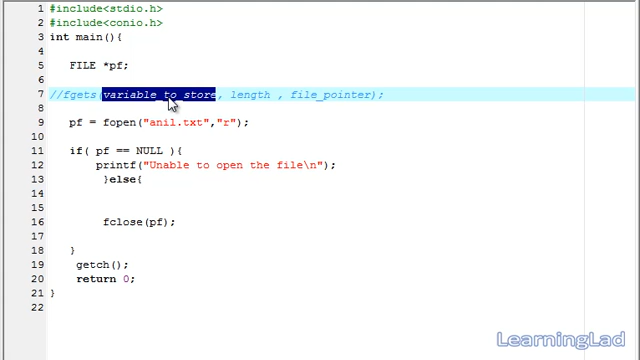 1 #include<stdio.h>
2 #include<conio.h>
3 int main(){
4
5 FILE *pf;
6
7 //fgets(variable to store, length , file_pointer);
8
9 pf = fopen("anil.txt","r");
10
11 if( pf == NULL ){
12 printf("Unable to open the file\n");
13 }else{
14
15
16 fclose(pf);
17
18 }
19 getch();
20 return 0;
21 }
22
LearningLad